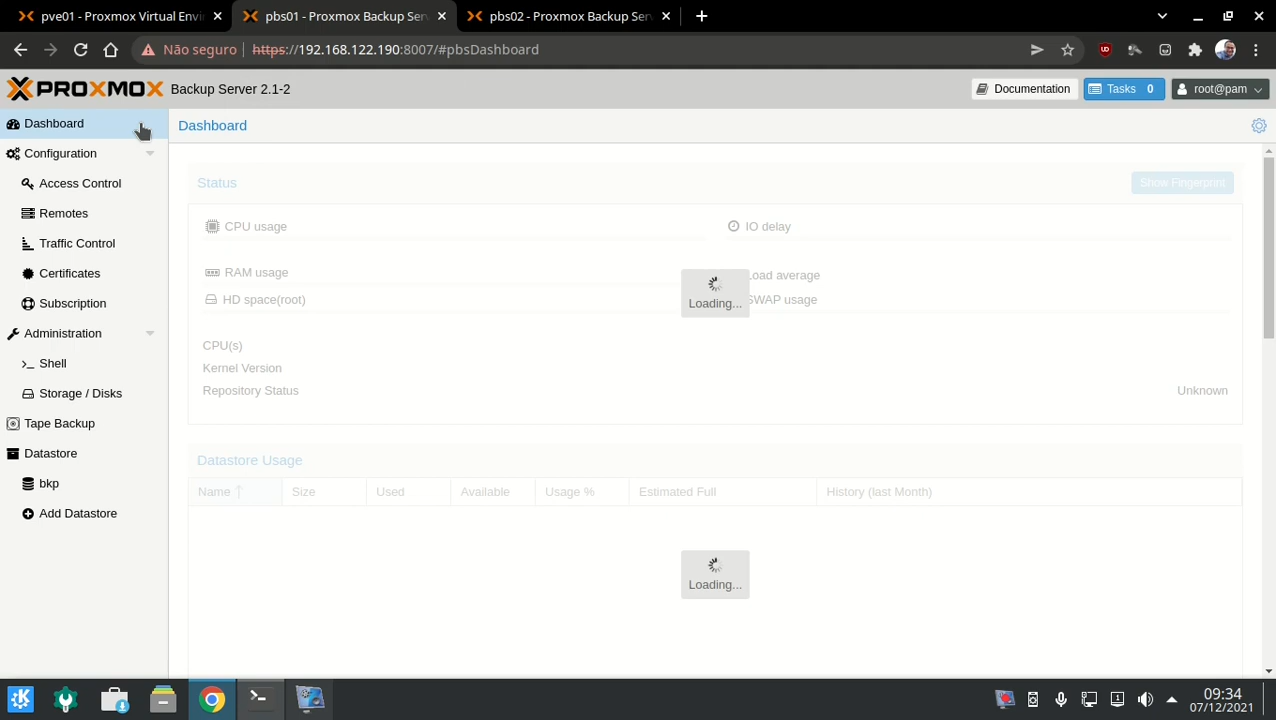 pve01 - Proxmox Virtual Envi
pbs01 - Proxmox Backup Serv
pbs02 - Proxmox Backup Serv
Não seguro
https://192.168.122.190:8007/#pbsDashboard
PROXMOX
Backup Server 2.1-2
Documentation
Tasks 0
root@pam
Dashboard
Configuration
Access Control
Remotes
Traffic Control
Certificates
Subscription
Administration
Shell
Storage / Disks
Tape Backup
Datastore
bkp
Add Datastore
Dashboard
Status
Show Fingerprint
CPU usage
IO delay
RAM usage
Load average
HD space(root)
SWAP usage
Loading...
CPU(s)
Kernel Version
Repository Status
Unknown
Datastore Usage
Name
Size
Used
Available
Usage %
Estimated Full
History (last Month)
Loading...
09:34
07/12/2021